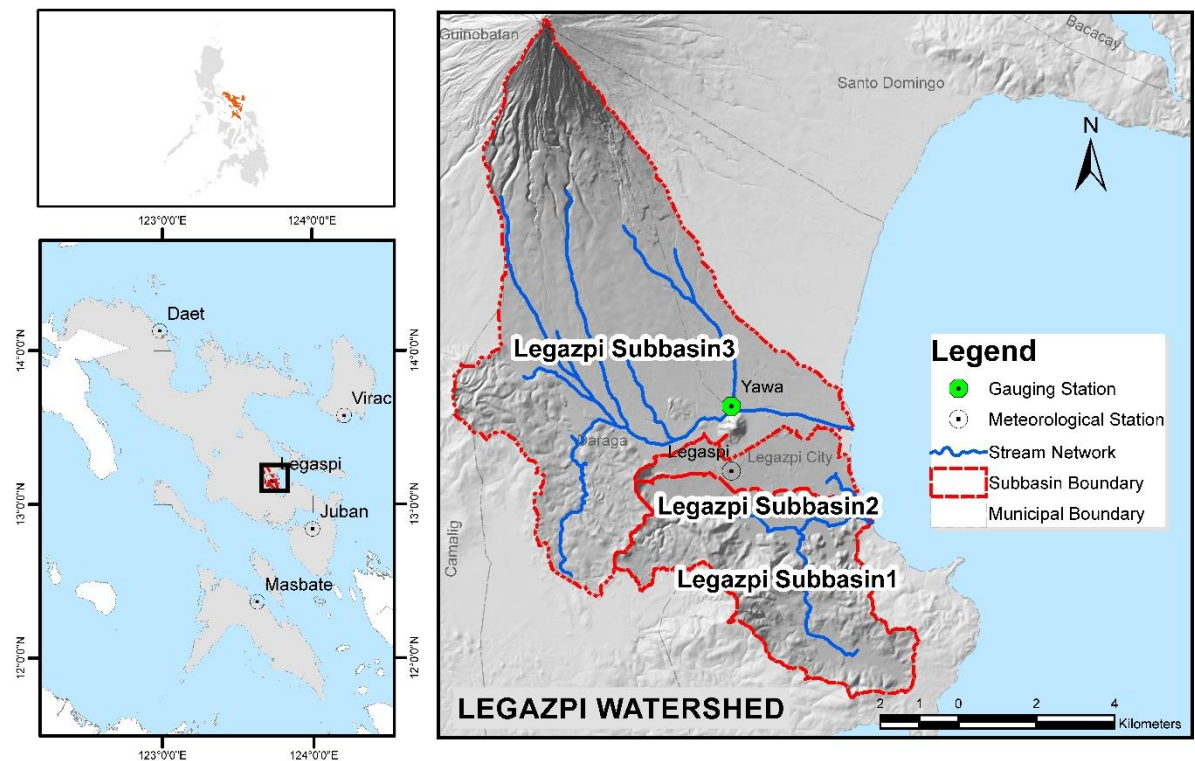 123°0'0"E 124°0'0"E
Daet
14°0'0"N
14°0'0"N
Virac
Legaspi
13°0'0"N
13°0'0"N
Juban
Masbate
12°0'0"N
12°0'0"N
123°0'0"E 124°0'0"E
Guinobatan
Bacacay
Santo Domingo
N
Legazpi Subbasin3
Yawa
Daraga
Legaspi
Legazpi City
Legazpi Subbasin2
Camalig
Legazpi Subbasin1
Legend
Gauging Station
Meteorological Station
Stream Network
Subbasin Boundary
Municipal Boundary
LEGAZPI WATERSHED
2 1 0 2 4
Kilometers